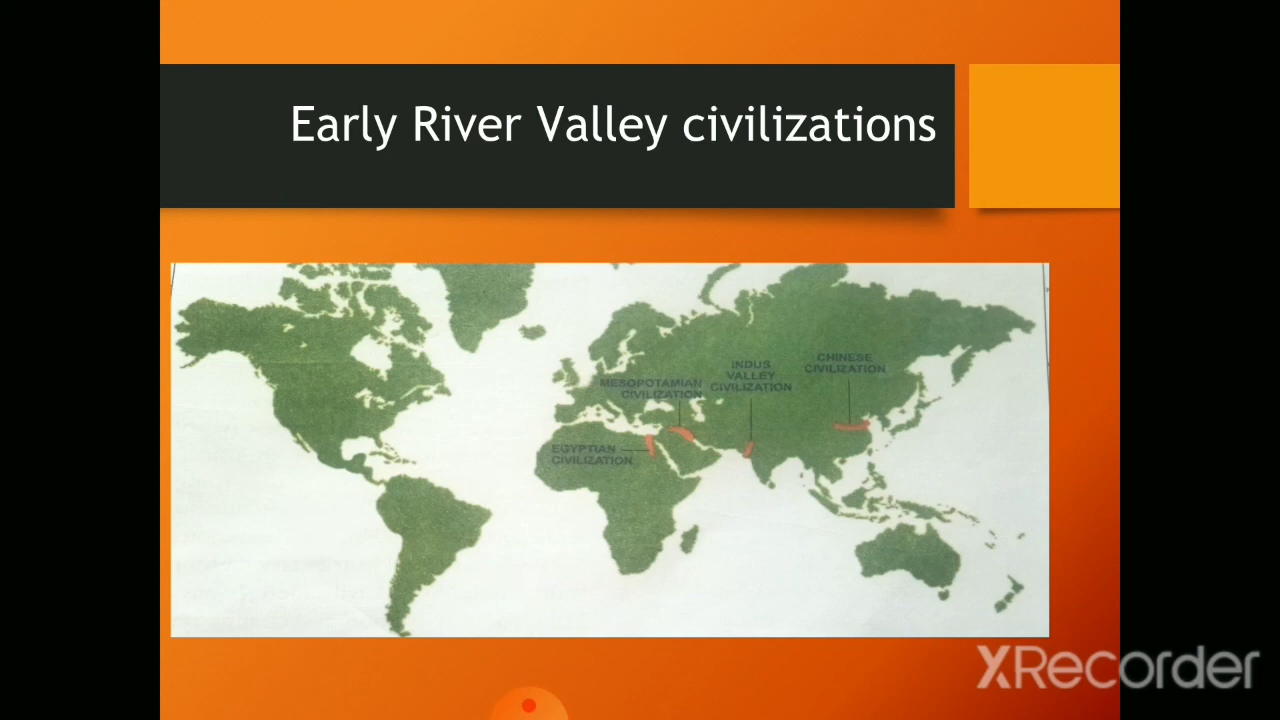 Early River Valley civilizations
INDUS
VALLEY
CIVILIZATION
CHINESE
CIVILIZATION
MESOPOTAMIAN
CIVILIZATION
EGYPTIAN
CIVILIZATION
XRecorder